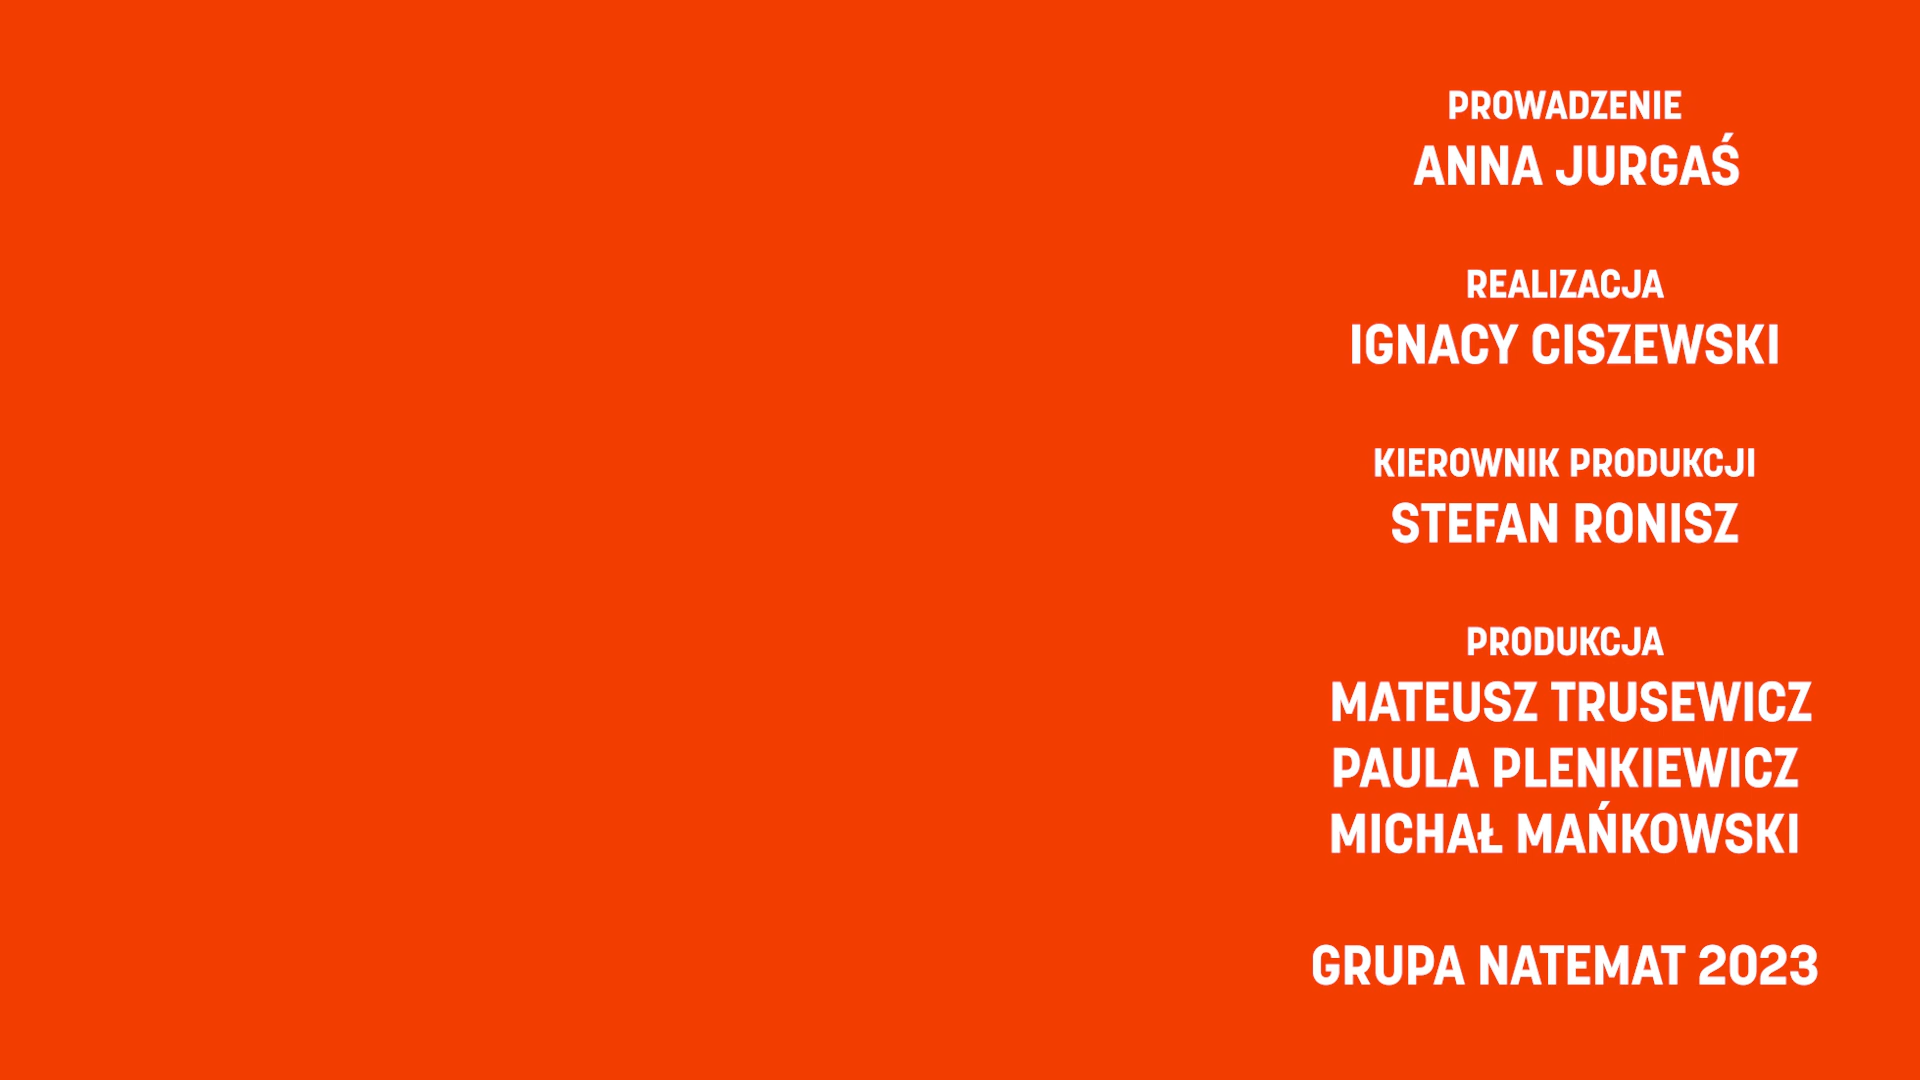 PROWADZENIE
ANNA JURGAŚ
REALIZACJA
IGNACY CISZEWSKI
KIEROWNIK PRODUKCJI
STEFAN RONISZ
PRODUKCJA
MATEUSZ TRUSEWICZ
PAULA PLENKIEWICZ
MICHAŁ MAŃKOWSKI
GRUPA NATEMAT 2023